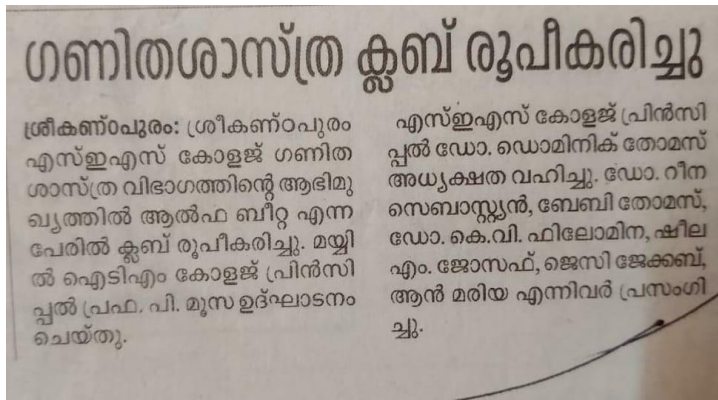 ഗണിതശാസ്ത്ര ക്ലബ് രൂപീകരിച്ചു
ശ്രീകണ്ഠപുരം: ശ്രീകണ്ഠപുരം
എസ്ഇഎസ് കോളജ് ഗണിത
ശാസ്ത്ര വിഭാഗത്തിന്റെ ആഭിമു
ഖ്യത്തിൽ ആൽഫ ബീറ്റ എന്ന
പേരിൽ ക്ലബ് രൂപീകരിച്ചു. മയ്യി
ൽ ഐടിഎം കോളജ് പ്രിൻസി
പ്പൽ പ്രഫ. പി. മൂസ ഉദ്ഘാടനം
ചെയ്തു.
എസ്ഇഎസ് കോളജ് പ്രിൻസി
പ്പൽ ഡോ. ഡൊമിനിക് തോമസ്
അധ്യക്ഷത വഹിച്ചു. ഡോ. റീന
സെബാസ്റ്റ്യൻ, ബേബി തോമസ്,
ഡോ. കെ.വി. ഫിലോമിന, ഷീല
എം. ജോസഫ്, ജെസി ജേക്കബ്,
ആൻ മരിയ എന്നിവർ പ്രസംഗി
ച്ചു.